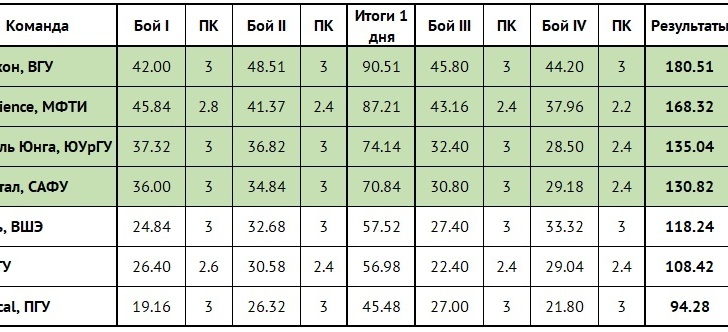 Команда Бой I ПК Бой II ПК Итоги 1 дня Бой III ПК Бой IV ПК Результаты
кон, ВГУ 42.00 3 48.51 3 90.51 45.80 3 44.20 3 180.51
ience, МФТИ 45.84 2.8 41.37 2.4 87.21 43.16 2.4 37.96 2.2 168.32
ль Юнга, ЮУрГУ 37.32 3 36.82 3 74.14 32.40 3 28.50 2.4 135.04
тал, САФУ 36.00 3 34.84 3 70.84 30.80 3 29.18 2.4 130.82
ь, ВШЭ 24.84 3 32.68 3 57.52 27.40 3 33.32 3 118.24
ГУ 26.40 2.6 30.58 2.4 56.98 22.40 2.4 29.04 2.4 108.42
cal, ПГУ 19.16 3 26.32 3 45.48 27.00 3 21.80 3 94.28